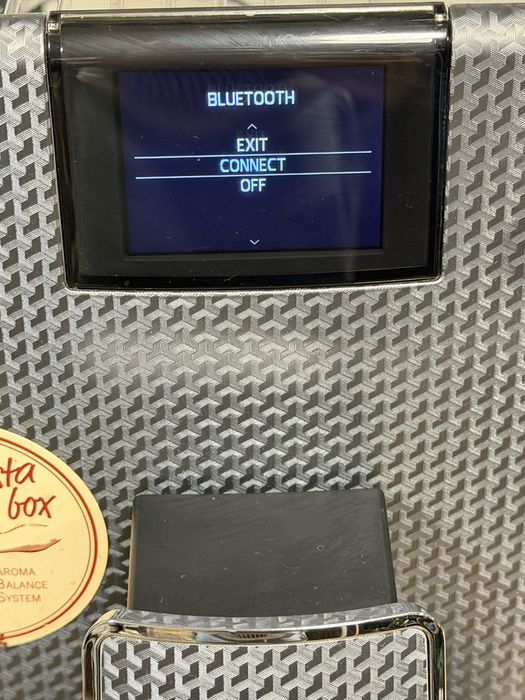 BLUETOOTH
EXIT
CONNECT
OFF
box
AROMA
BALANCE
SYSTEM